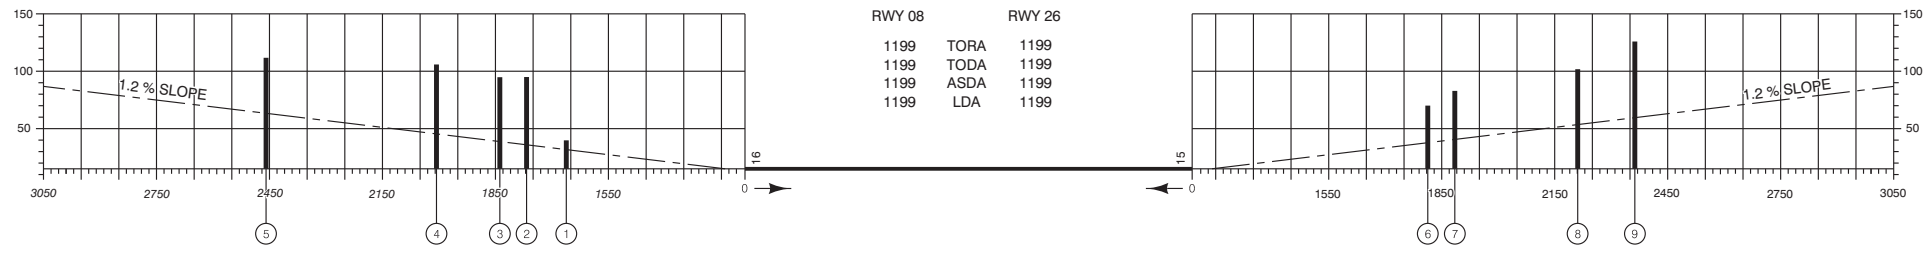 150
100
50
1.2 % SLOPE
3050 2750 2450 2150 1850 1550
5 4 3 2 1
16
0
RWY 08 RWY 26
1199 TORA 1199
1199 TODA 1199
1199 ASDA 1199
1199 LDA 1199
15
0
150
100
50
1.2 % SLOPE
1550 1850 2150 2450 2750 3050
6 7 8 9